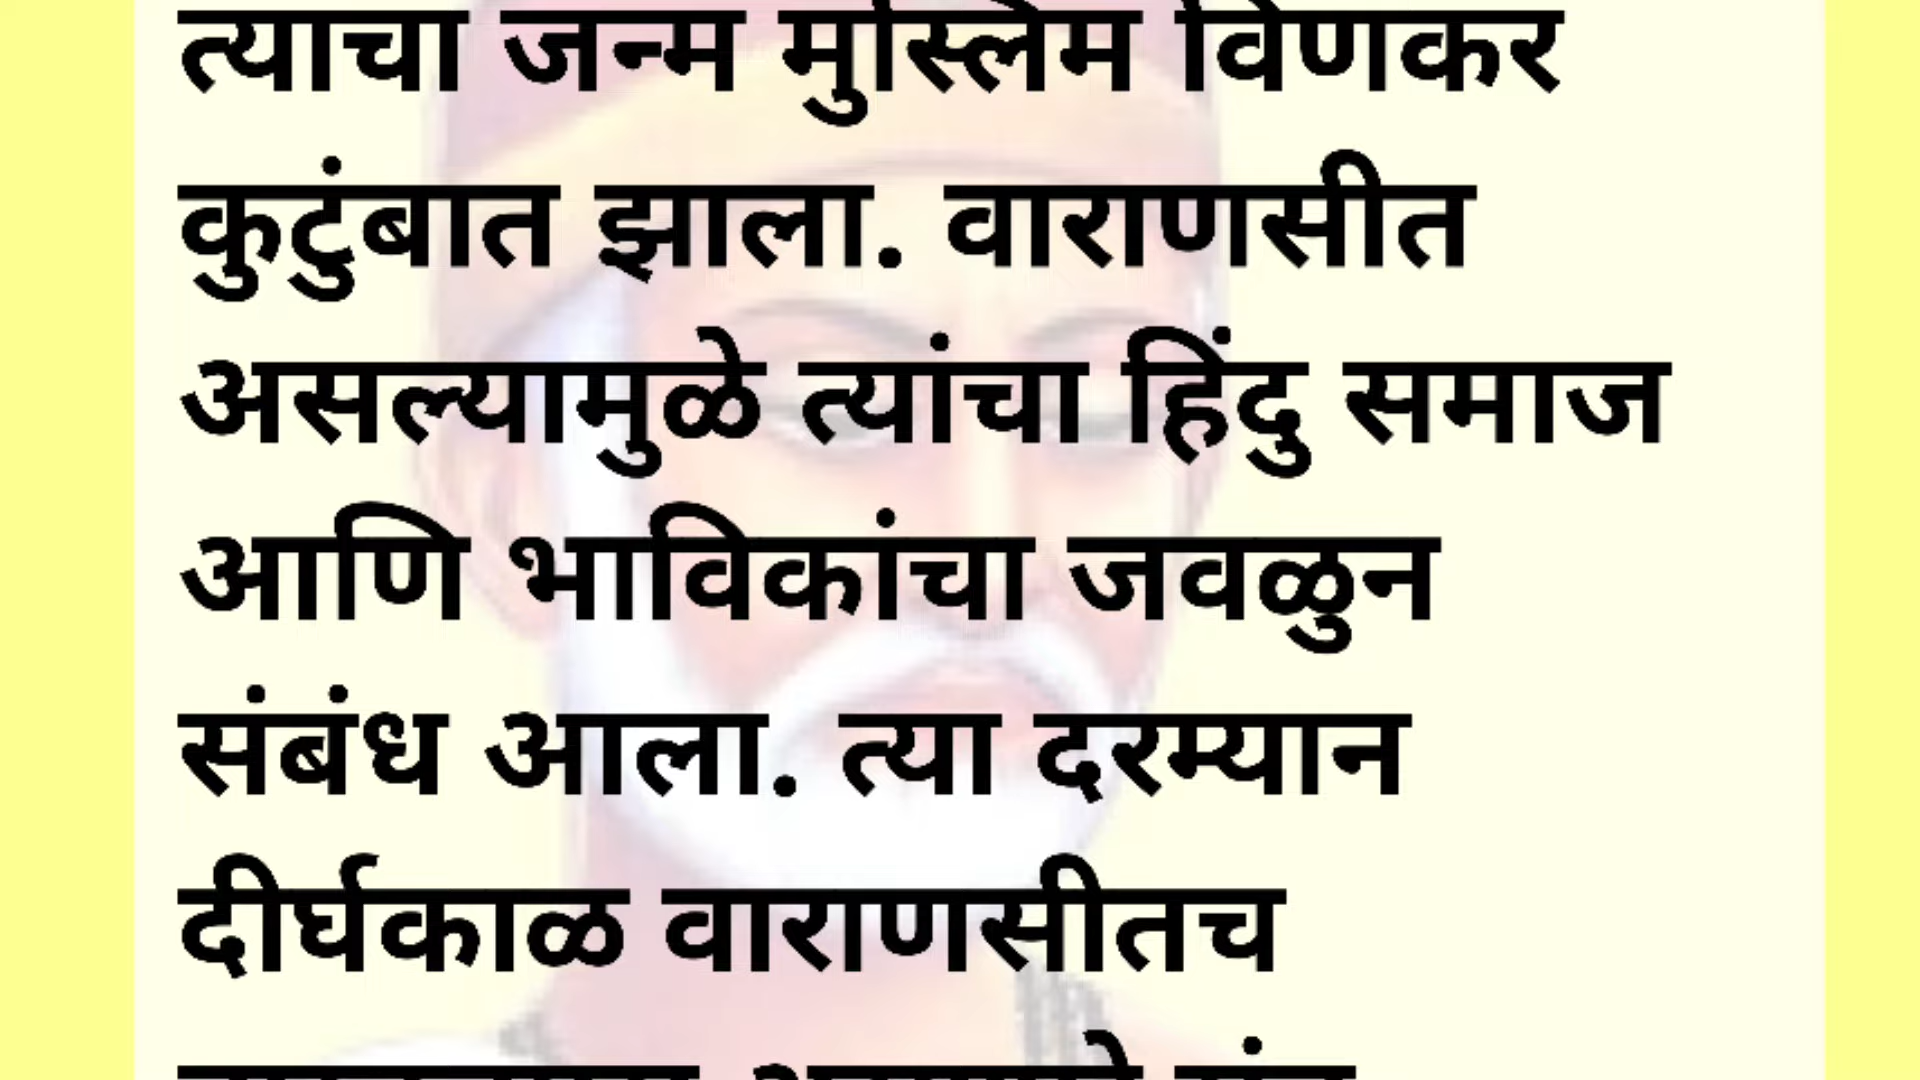 त्यांचा जन्म मुस्लिम विणकर
कुटुंबात झाला. वाराणसीत
असल्यामुळे त्यांचा हिंदु समाज
आणि भाविकांचा जवळुन
संबंध आला. त्या दरम्यान
दीर्घकाळ वाराणसीतच